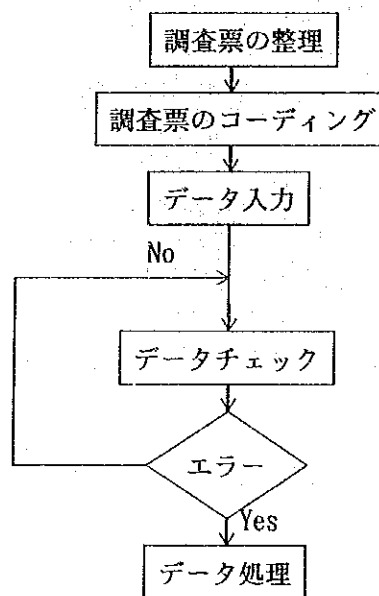 調査票の整理
調査票のコーディング
データ入力
No
データチェック
エラー
Yes
データ処理